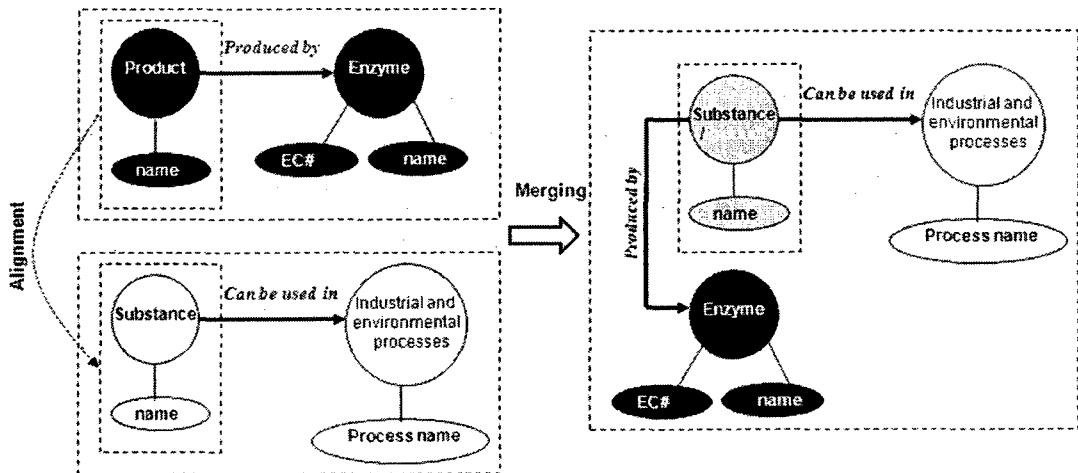 Product
Produced by
Enzyme
name
EC#
name
Alignment
Substance
Can be used in
Industrial and
environmental
processes
name
Process name
Merging
Substance
Can be used in
Industrial and
environmental
processes
name
Process name
Produced by
Enzyme
EC#
name